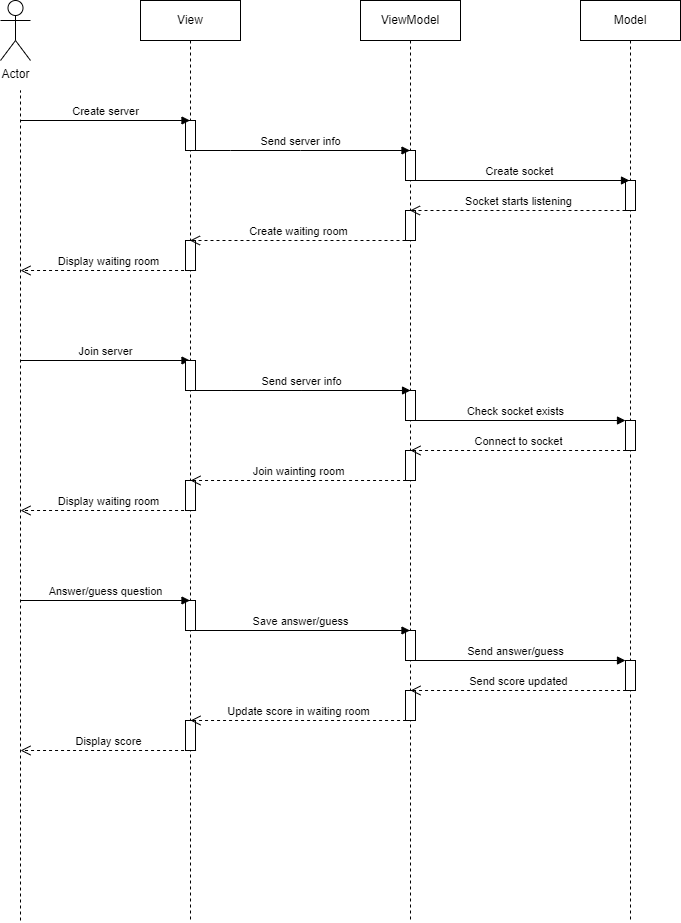 View
ViewModel
Model
Actor
Create server
Send server info
Create socket
Socket starts listening
Create waiting room
Display waiting room
Join server
Send server info
Check socket exists
Connect to socket
Join wainting room
Display waiting room
Answer/guess question
Save answer/guess
Send answer/guess
Send score updated
Update score in waiting room
Display score